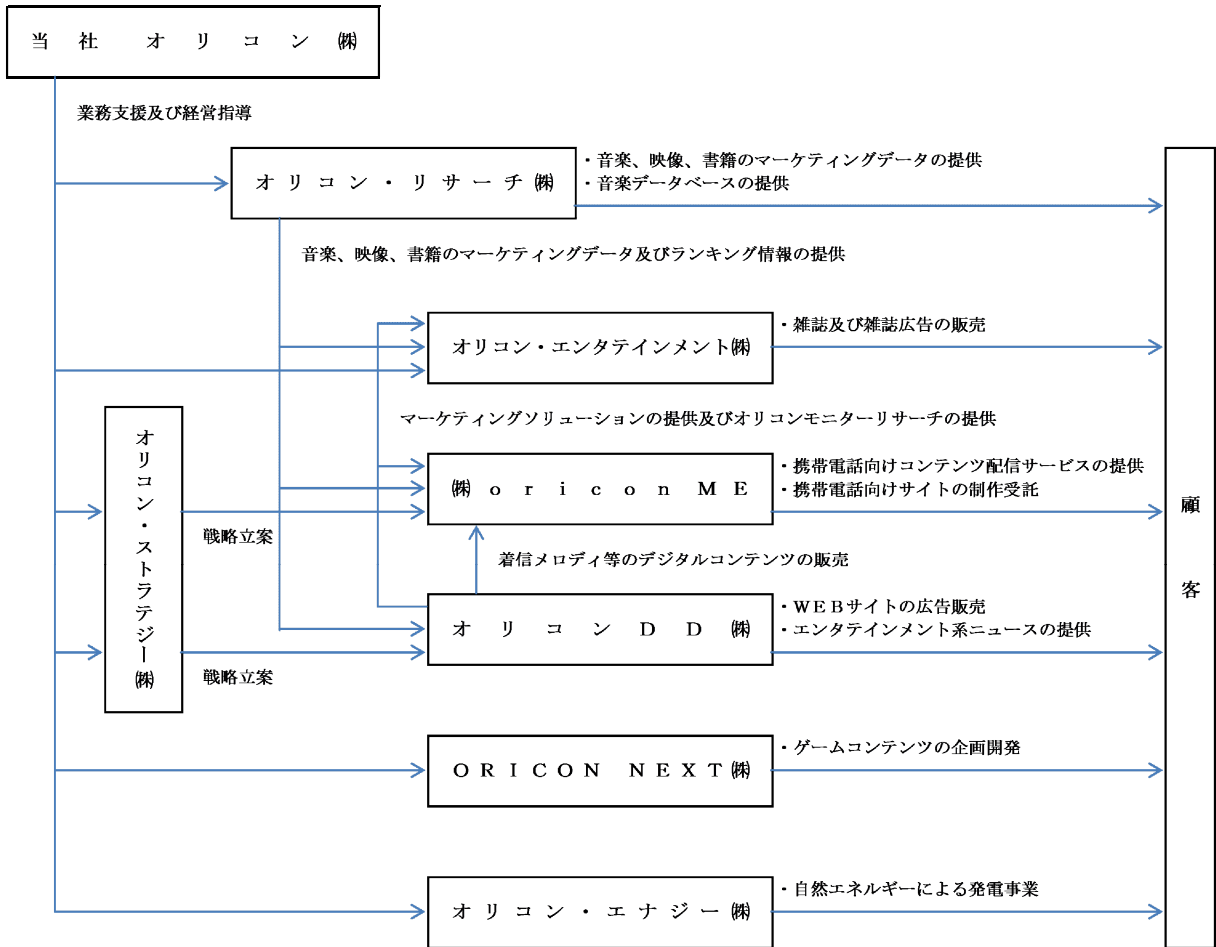 当社 オリコン㈱
業務支援及び経営指導
オリコン・リサーチ㈱
・音楽、映像、書籍のマーケティングデータの提供
・音楽データベースの提供
音楽、映像、書籍のマーケティングデータ及びランキング情報の提供
オリコン・エンタテインメント㈱
・雑誌及び雑誌広告の販売
マーケティングソリューションの提供及びオリコンモニターリサーチの提供
オリコン・ストラテジー㈱
㈱ｏｒｉｃｏｎＭＥ
・携帯電話向けコンテンツ配信サービスの提供
・携帯電話向けサイトの制作受託
戦略立案
着信メロディ等のデジタルコンテンツの販売
オリコンＤＤ㈱
・ＷＥＢサイトの広告販売
・エンタテインメント系ニュースの提供
戦略立案
ＯＲＩＣＯＮ ＮＥＸＴ㈱
・ゲームコンテンツの企画開発
オリコン・エナジー㈱
・自然エネルギーによる発電事業
顧客